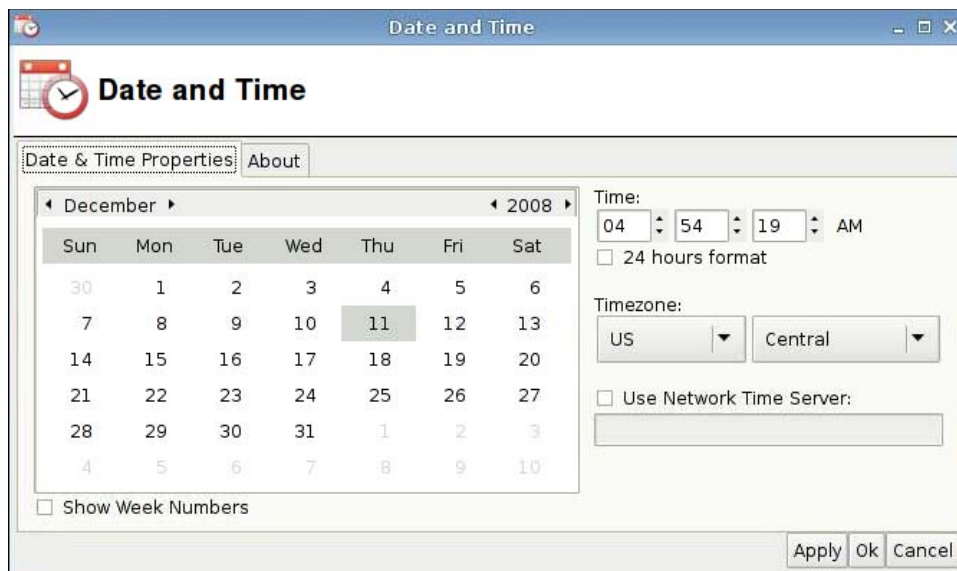 Date and Time
Date and Time
Date & Time Properties About
December 2008
Sun Mon Tue Wed Thu Fri Sat
30 1 2 3 4 5 6
7 8 9 10 11 12 13
14 15 16 17 18 19 20
21 22 23 24 25 26 27
28 29 30 31 1 2 3
4 5 6 7 8 9 10
Show Week Numbers
Time:
04 54 19 AM
24 hours format
Timezone:
US Central
Use Network Time Server:
Apply Ok Cancel